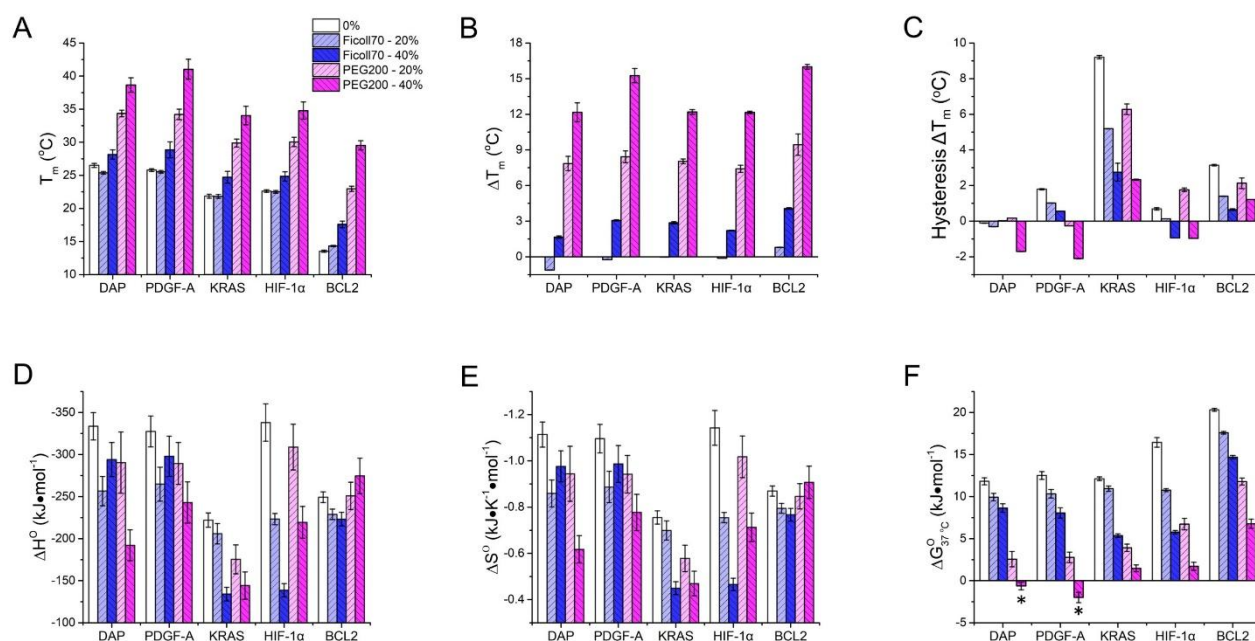 A
T_m (°C)
45
40
35
30
25
20
15
10
DAP PDGF-A KRAS HIF-1α BCL2
0%
Ficoll70 - 20%
Ficoll70 - 40%
PEG200 - 20%
PEG200 - 40%
B
ΔT_m (°C)
18
15
12
9
6
3
0
DAP PDGF-A KRAS HIF-1α BCL2
C
Hysteresis ΔT_m (°C)
10
8
6
4
2
0
-2
DAP PDGF-A KRAS HIF-1α BCL2
D
ΔH^O (kJ•mol^-1)
-350
-300
-250
-200
-150
-100
DAP PDGF-A KRAS HIF-1α BCL2
E
ΔS^O (kJ•K^-1•mol^-1)
-1.2
-1.0
-0.8
-0.6
-0.4
DAP PDGF-A KRAS HIF-1α BCL2
F
ΔG^O_37 °C (kJ•mol^-1)
20
15
10
5
0
-5
* *
DAP PDGF-A KRAS HIF-1α BCL2